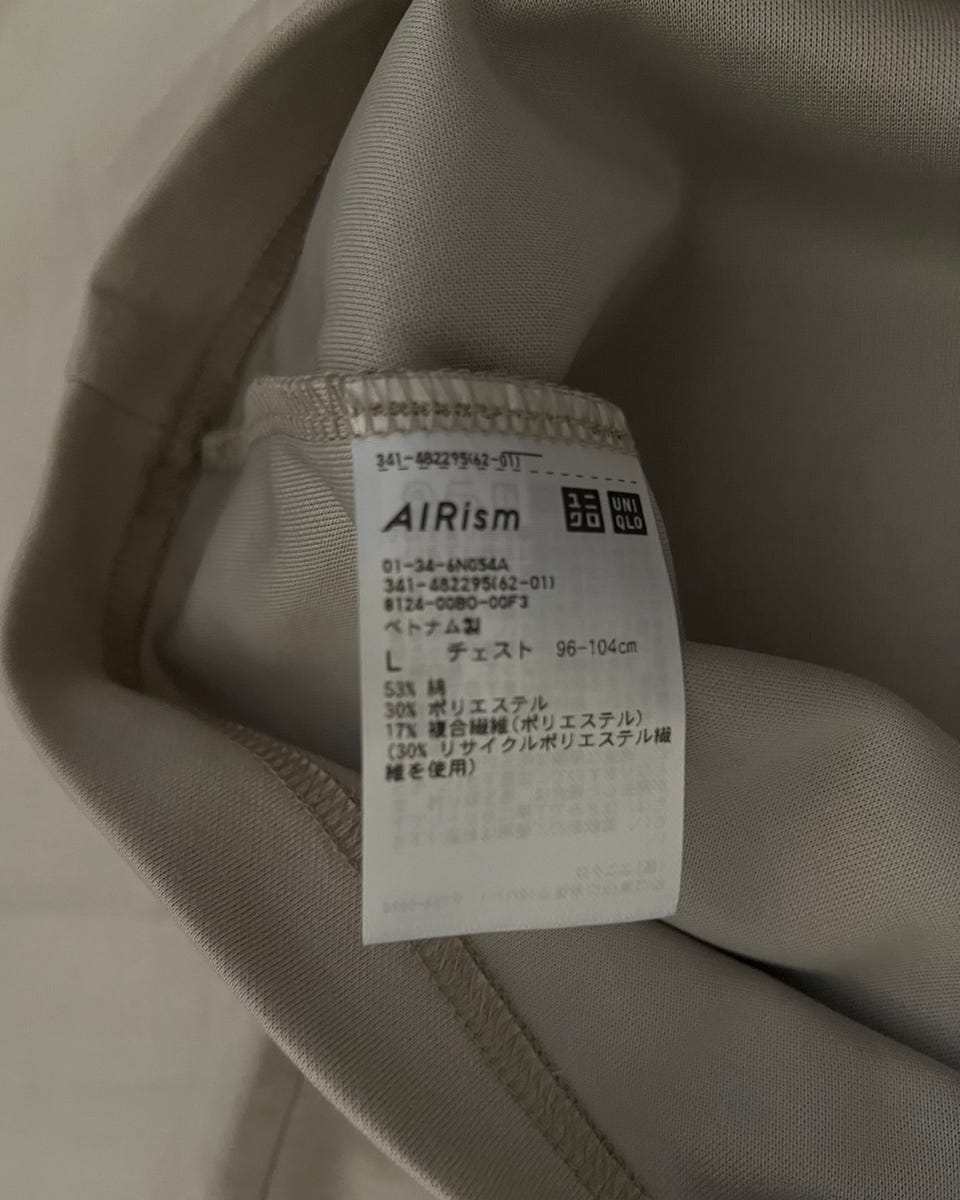 341-482295(62-01)
AIRism
ユニ
クロ
UNI
QLO
01-34-6N054A
341-482295(62-01)
8124-00B0-00F3
ベトナム製
L チェスト 96-104cm
53% 綿
30% ポリエステル
17% 複合繊維(ポリエステル)
(30% リサイクルポリエステル繊
維を使用)